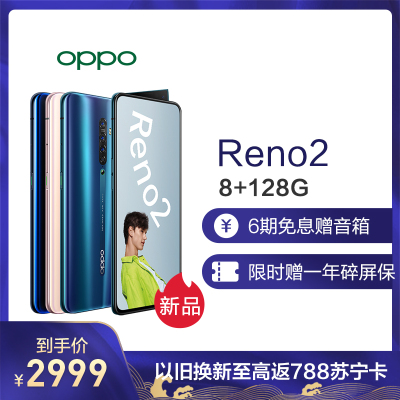 oppo
Reno2
8+128G
¥ 6期免息赠音箱
限时赠一年碎屏保
Reno2
oppo
新品
到手价
¥2999
以旧换新至高返788苏宁卡